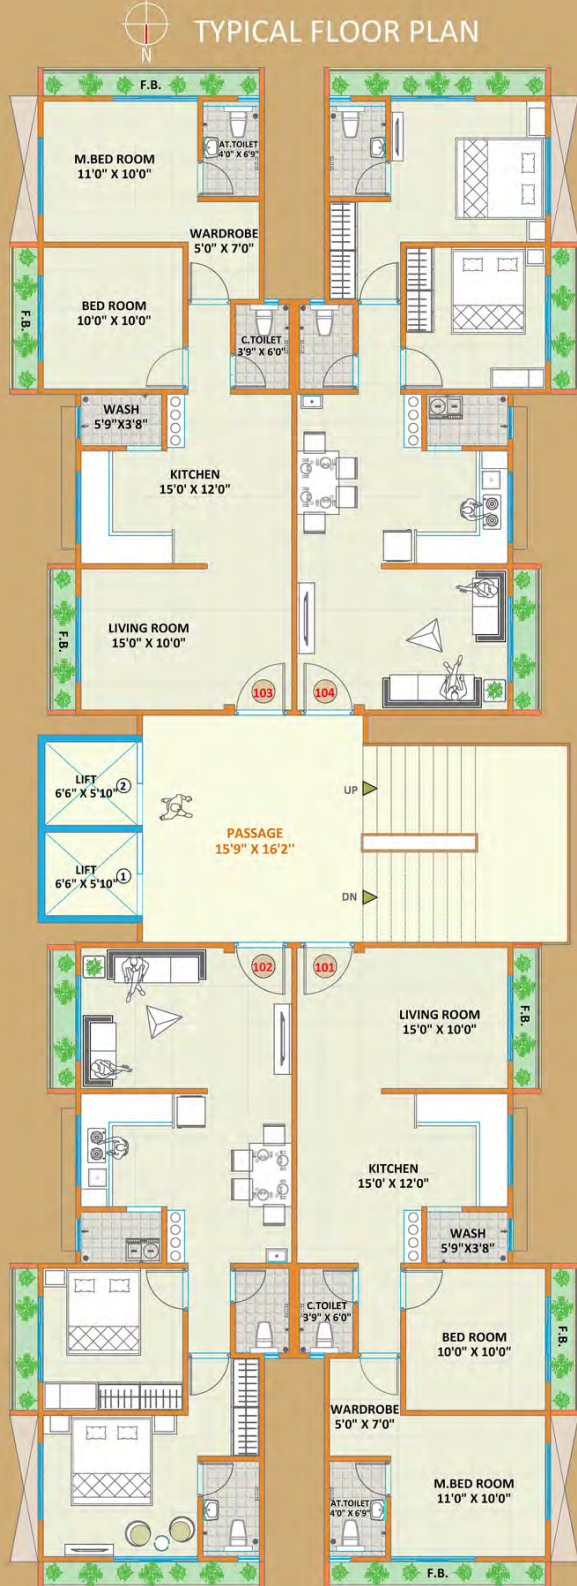 TYPICAL FLOOR PLAN
N
F.B.
M.BED ROOM
11'0" X 10'0"
AT.TOILET
4'0" X 6'9"
WARDROBE
5'0" X 7'0"
BED ROOM
10'0" X 10'0"
F.B.
C.TOILET
3'9" X 6'0"
WASH
5'9"X3'8"
KITCHEN
15'0' X 12'0"
LIVING ROOM
15'0" X 10'0"
F.B.
103
104
LIFT
6'6" X 5'10"
2
UP
PASSAGE
15'9" X 16'2''
LIFT
6'6" X 5'10"
1
DN
102
101
LIVING ROOM
15'0" X 10'0"
F.B.
KITCHEN
15'0' X 12'0"
WASH
5'9"X3'8"
C.TOILET
3'9" X 6'0"
BED ROOM
10'0" X 10'0"
F.B.
WARDROBE
5'0" X 7'0"
M.BED ROOM
11'0" X 10'0"
AT.TOILET
4'0" X 6'9"
F.B.